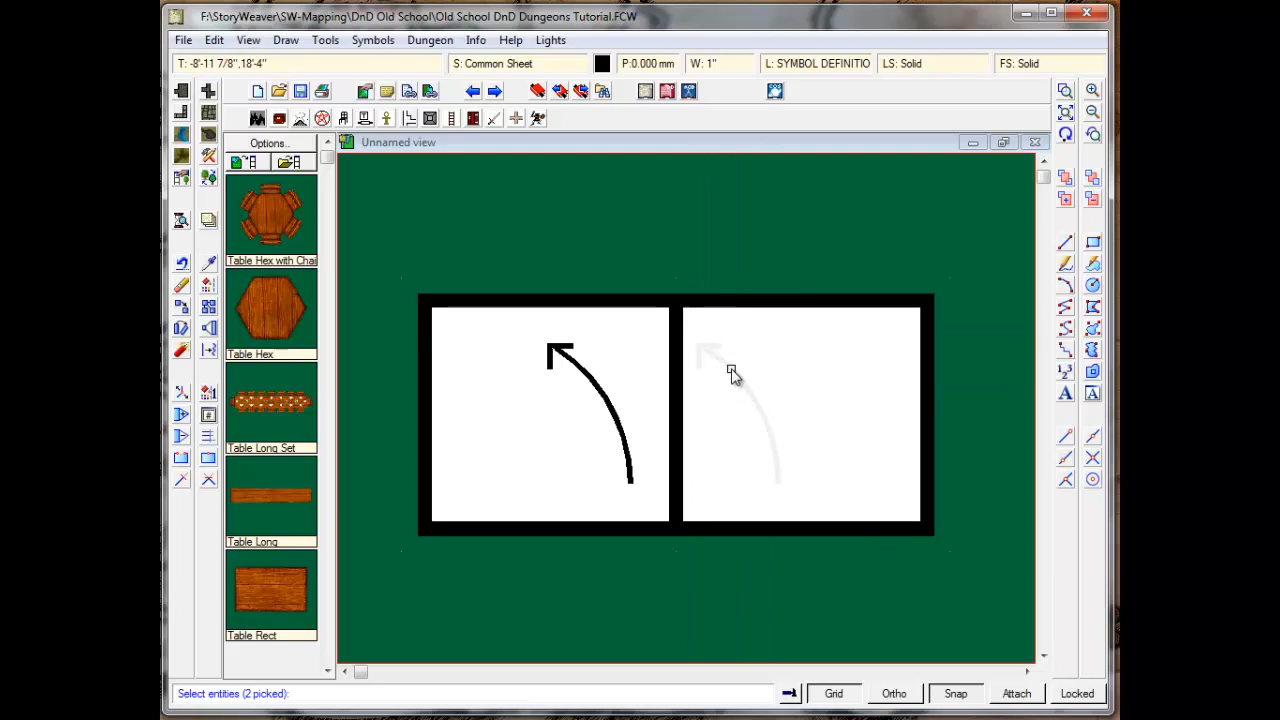 F:\StoryWeaver\SW-Mapping\DnD Old School\Old School DnD Dungeons Tutorial.FCW
File Edit View Draw Tools Symbols Dungeon Info Help Lights
T: -8'-11 7/8",18'-4" S: Common Sheet P:0.000 mm W: 1" L: SYMBOL DEFINITIO LS: Solid FS: Solid
Options..
Unnamed view
Table Hex with Chai
Table Hex
Table Long Set
Table Long
Table Rect
#
1 2 3
A A
Select entities (2 picked): Grid Ortho Snap Attach Locked